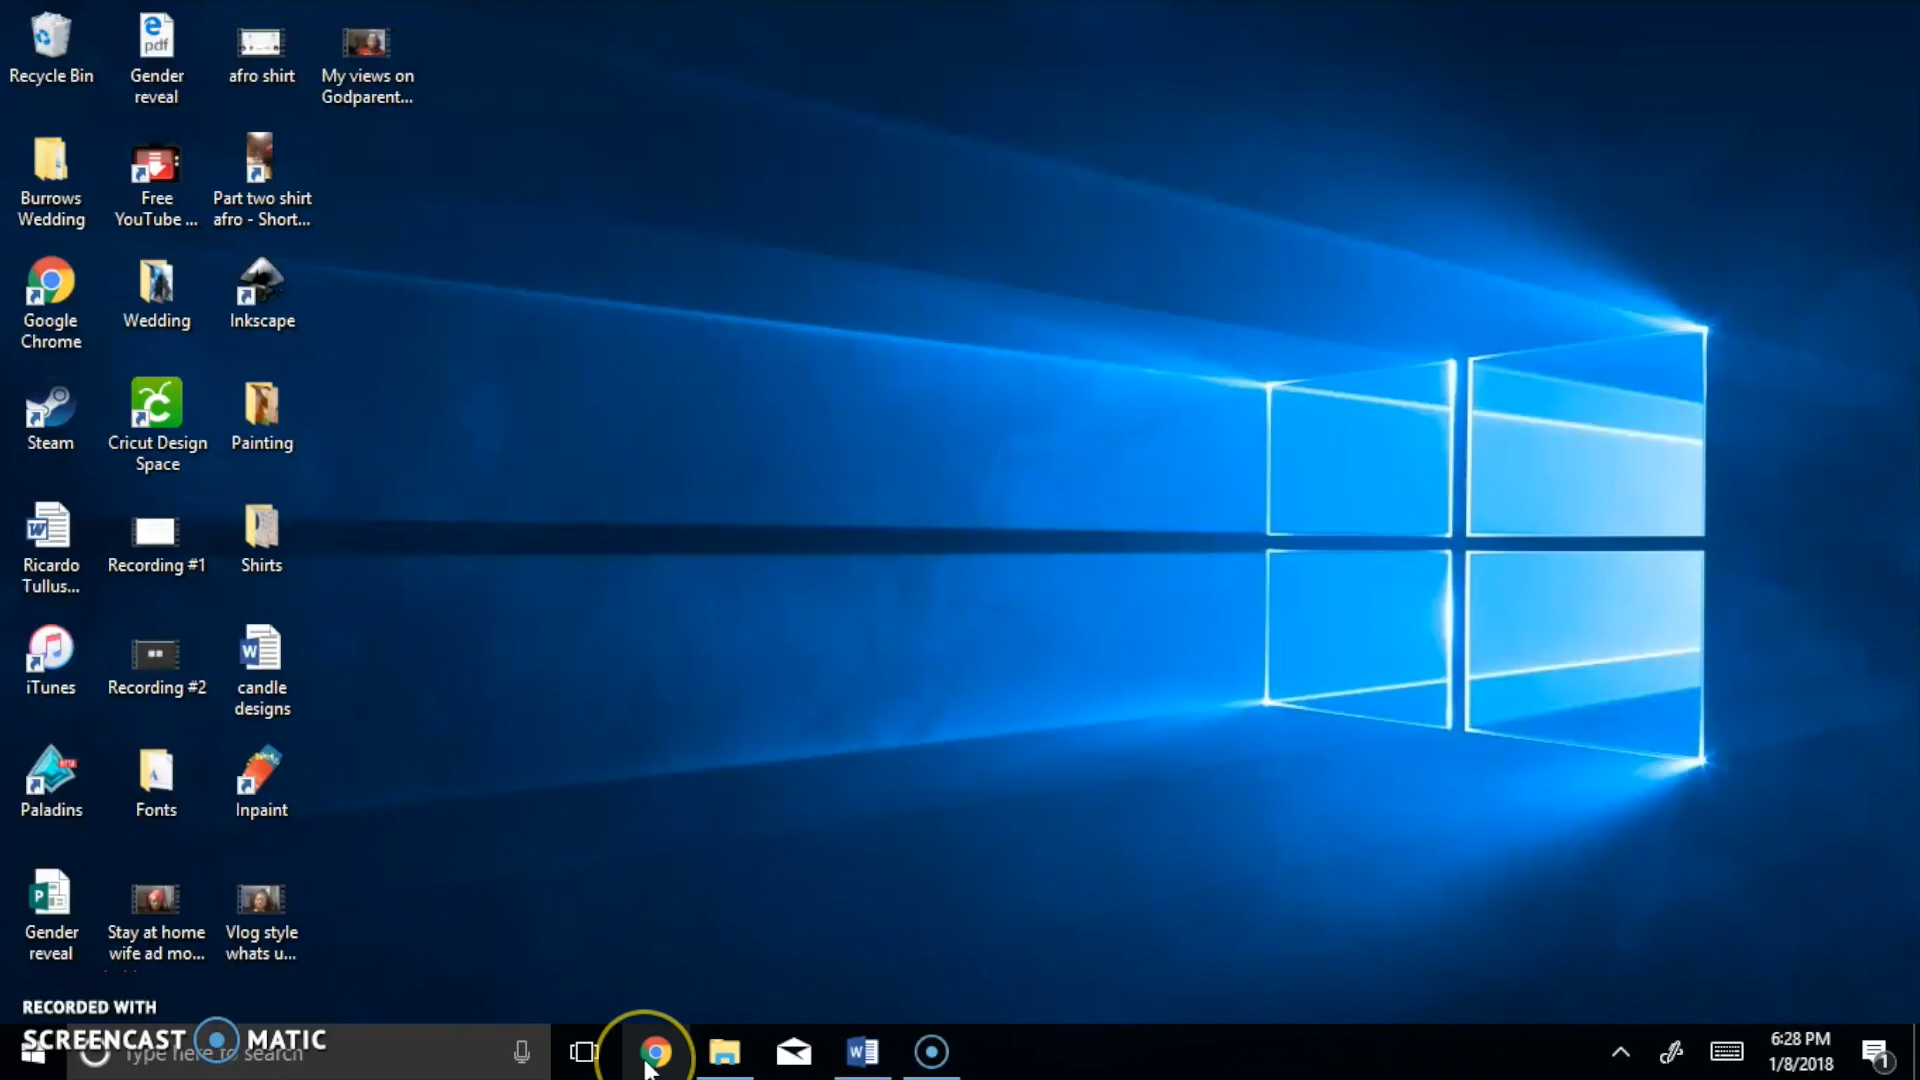 Recycle Bin
Gender
reveal
afro shirt
My views on
Godparent...
Burrows
Wedding
Free
YouTube ...
Part two shirt
afro - Short...
Google
Chrome
Wedding
Inkscape
Steam
Cricut Design
Space
Painting
Ricardo
Tullus...
Recording #1
Shirts
iTunes
Recording #2
candle
designs
Paladins
Fonts
Inpaint
Gender
reveal
Stay at home
wife ad mo...
Vlog style
whats u...
RECORDED WITH
SCREENCAST MATIC
Type here to search
6:28 PM
1/8/2018
1